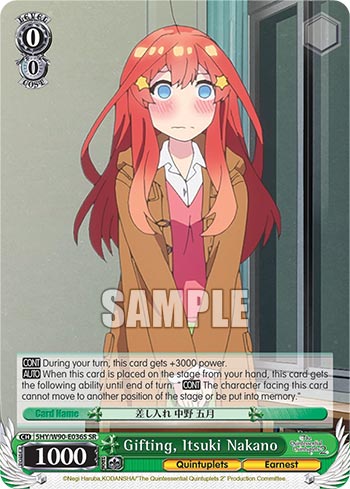 LEVEL
0
0
COST
SAMPLE
CONT During your turn, this card gets +3000 power.
AUTO When this card is placed on the stage from your hand, this card gets
the following ability until end of turn. "CONT The character facing this card
cannot move to another position of the stage or be put into memory."
Card Name 差し入れ 中野 五月
CH 5HY/W90-E036S SR
Gifting, Itsuki Nakano
1000
Quintuplets Earnest
©Negi Haruba,KODANSHA/"The Quintessential Quintuplets 2" Production Committee.